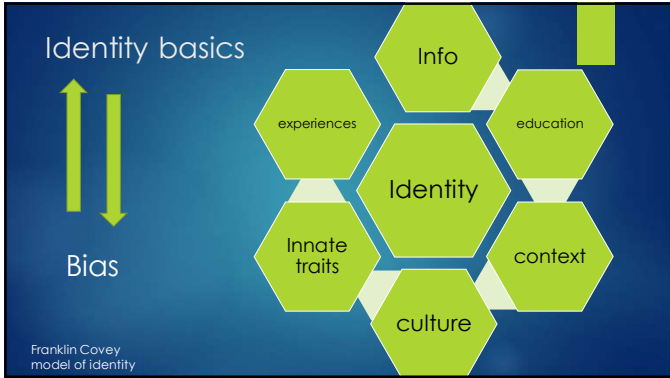 Identity basics
Bias
Info
education
context
culture
Innate
traits
experiences
Identity
Franklin Covey
model of identity